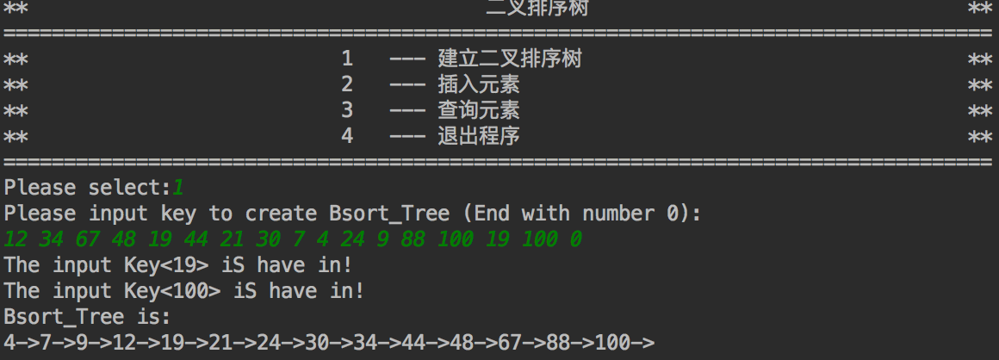 ** 二叉排序树 **
==================================================================================
** 1 --- 建立二叉排序树 **
** 2 --- 插入元素 **
** 3 --- 查询元素 **
** 4 --- 退出程序 **
==================================================================================
Please select:1
Please input key to create Bsort_Tree (End with number 0):
12 34 67 48 19 44 21 30 7 4 24 9 88 100 19 100 0
The input Key<19> iS have in!
The input Key<100> iS have in!
Bsort_Tree is:
4->7->9->12->19->21->24->30->34->44->48->67->88->100->